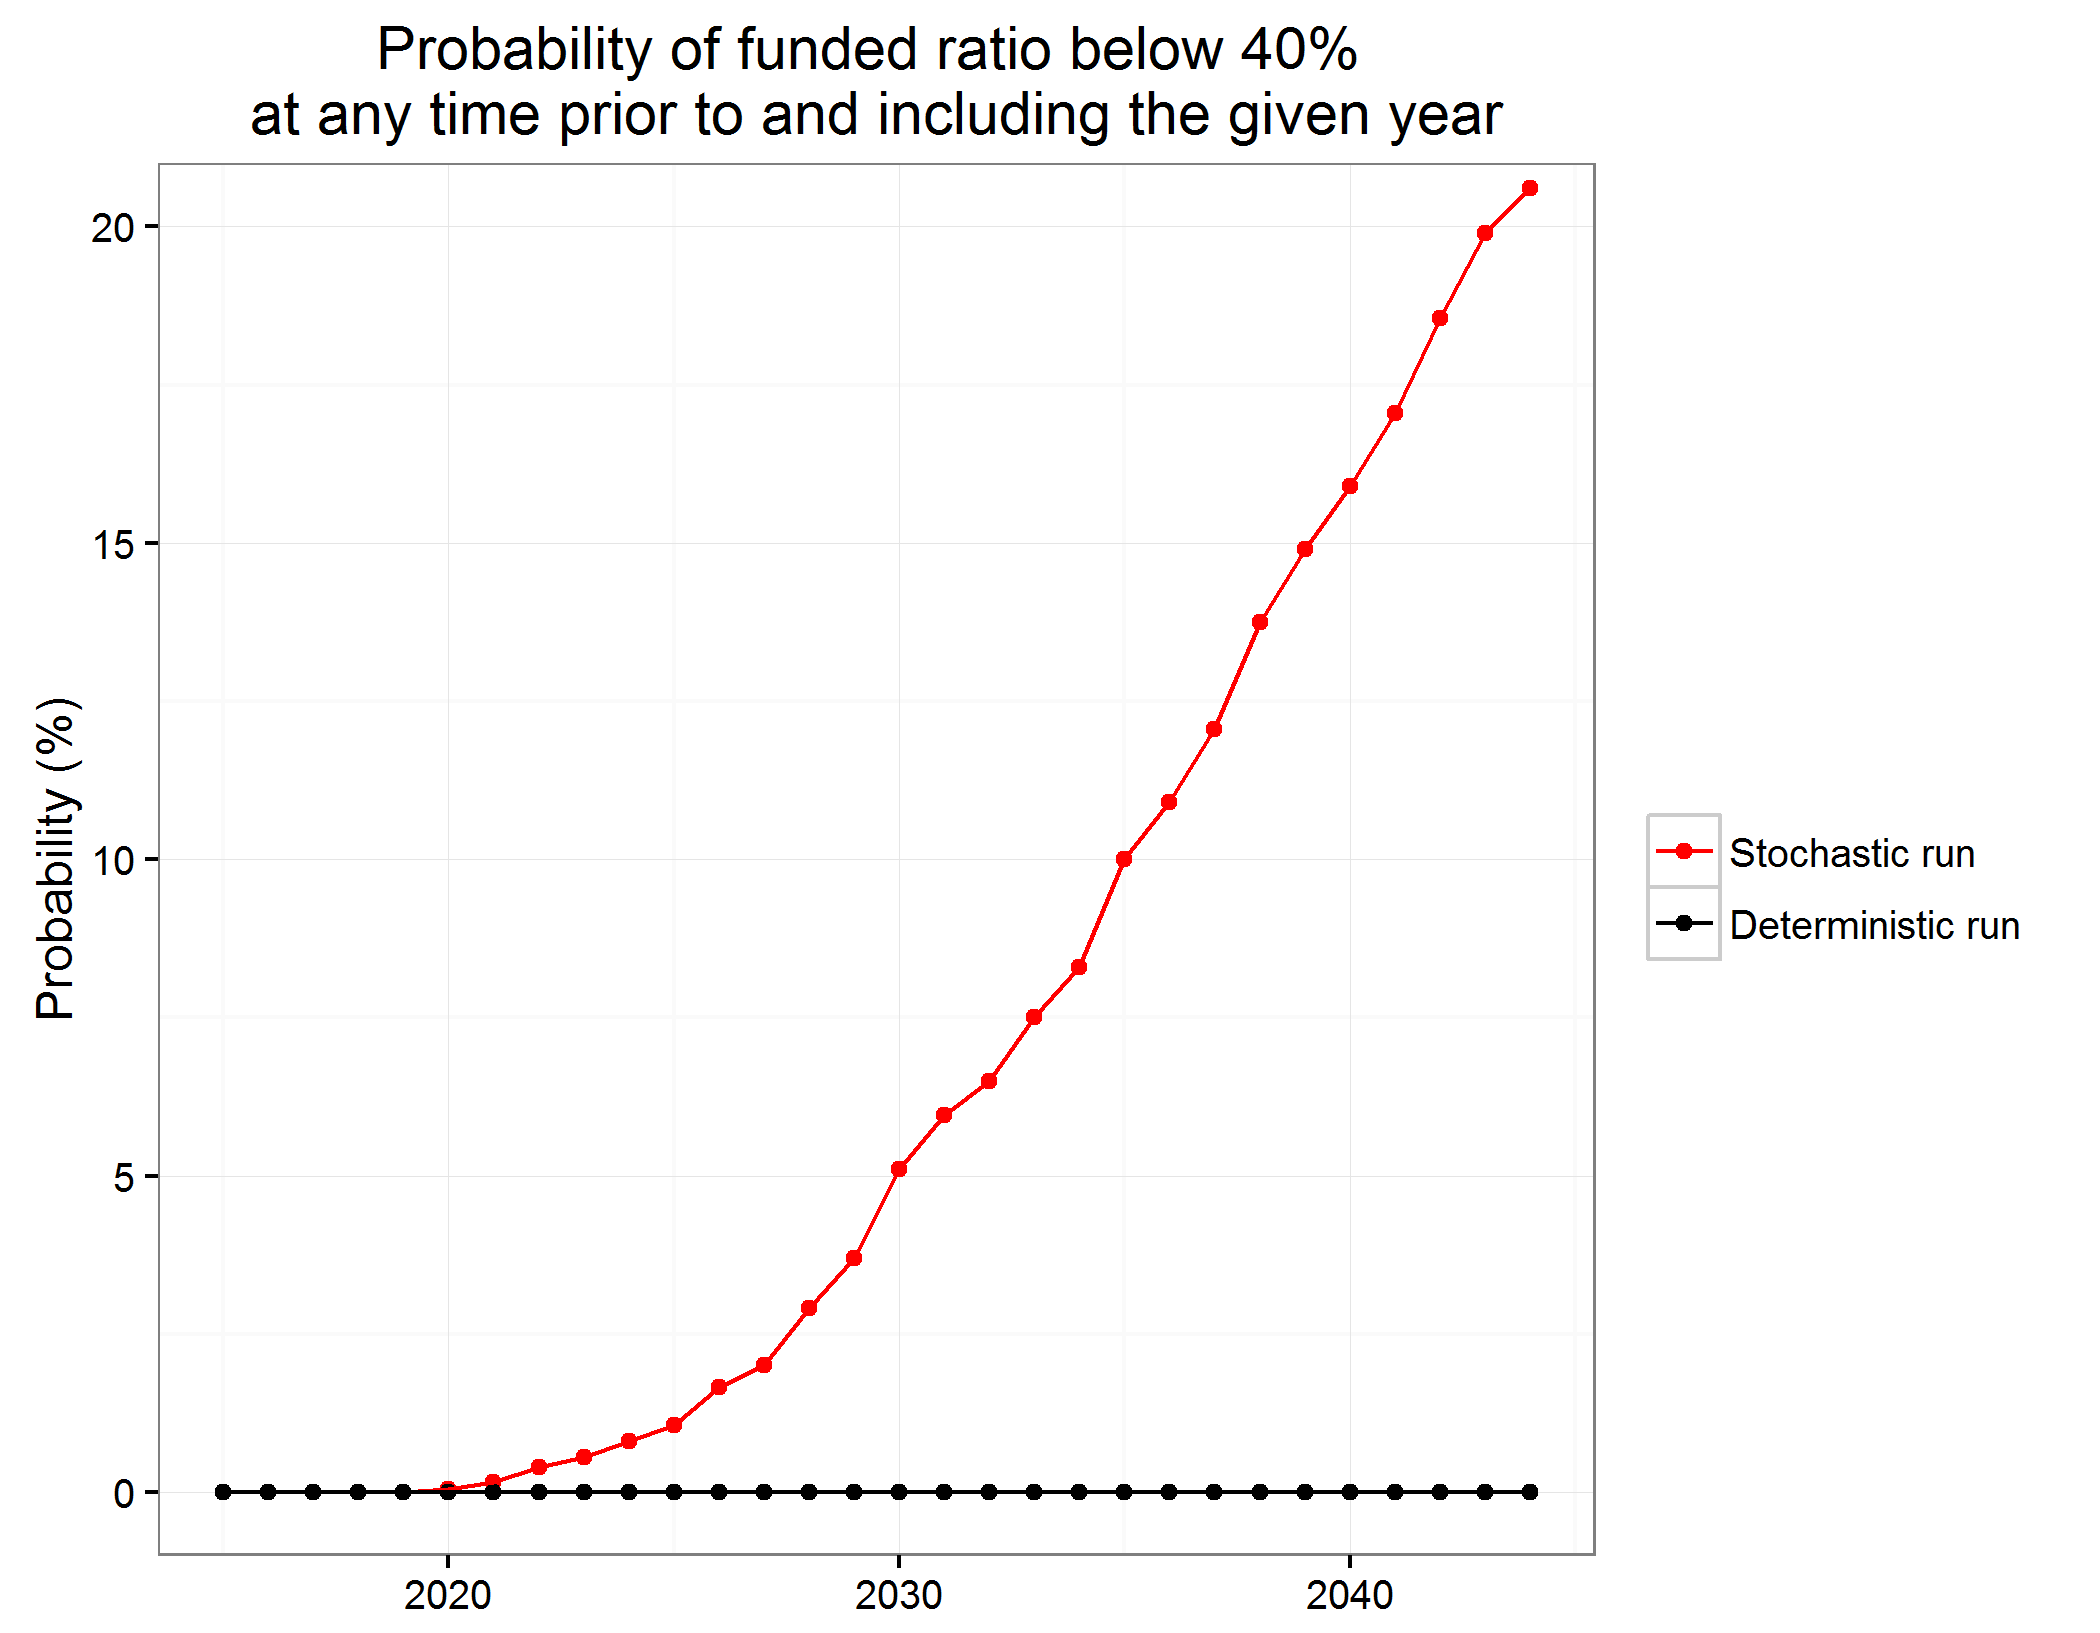 Probability of funded ratio below 40%
at any time prior to and including the given year
Probability (%)
20
15
10
5
0
2020
2030
2040
Stochastic run
Deterministic run